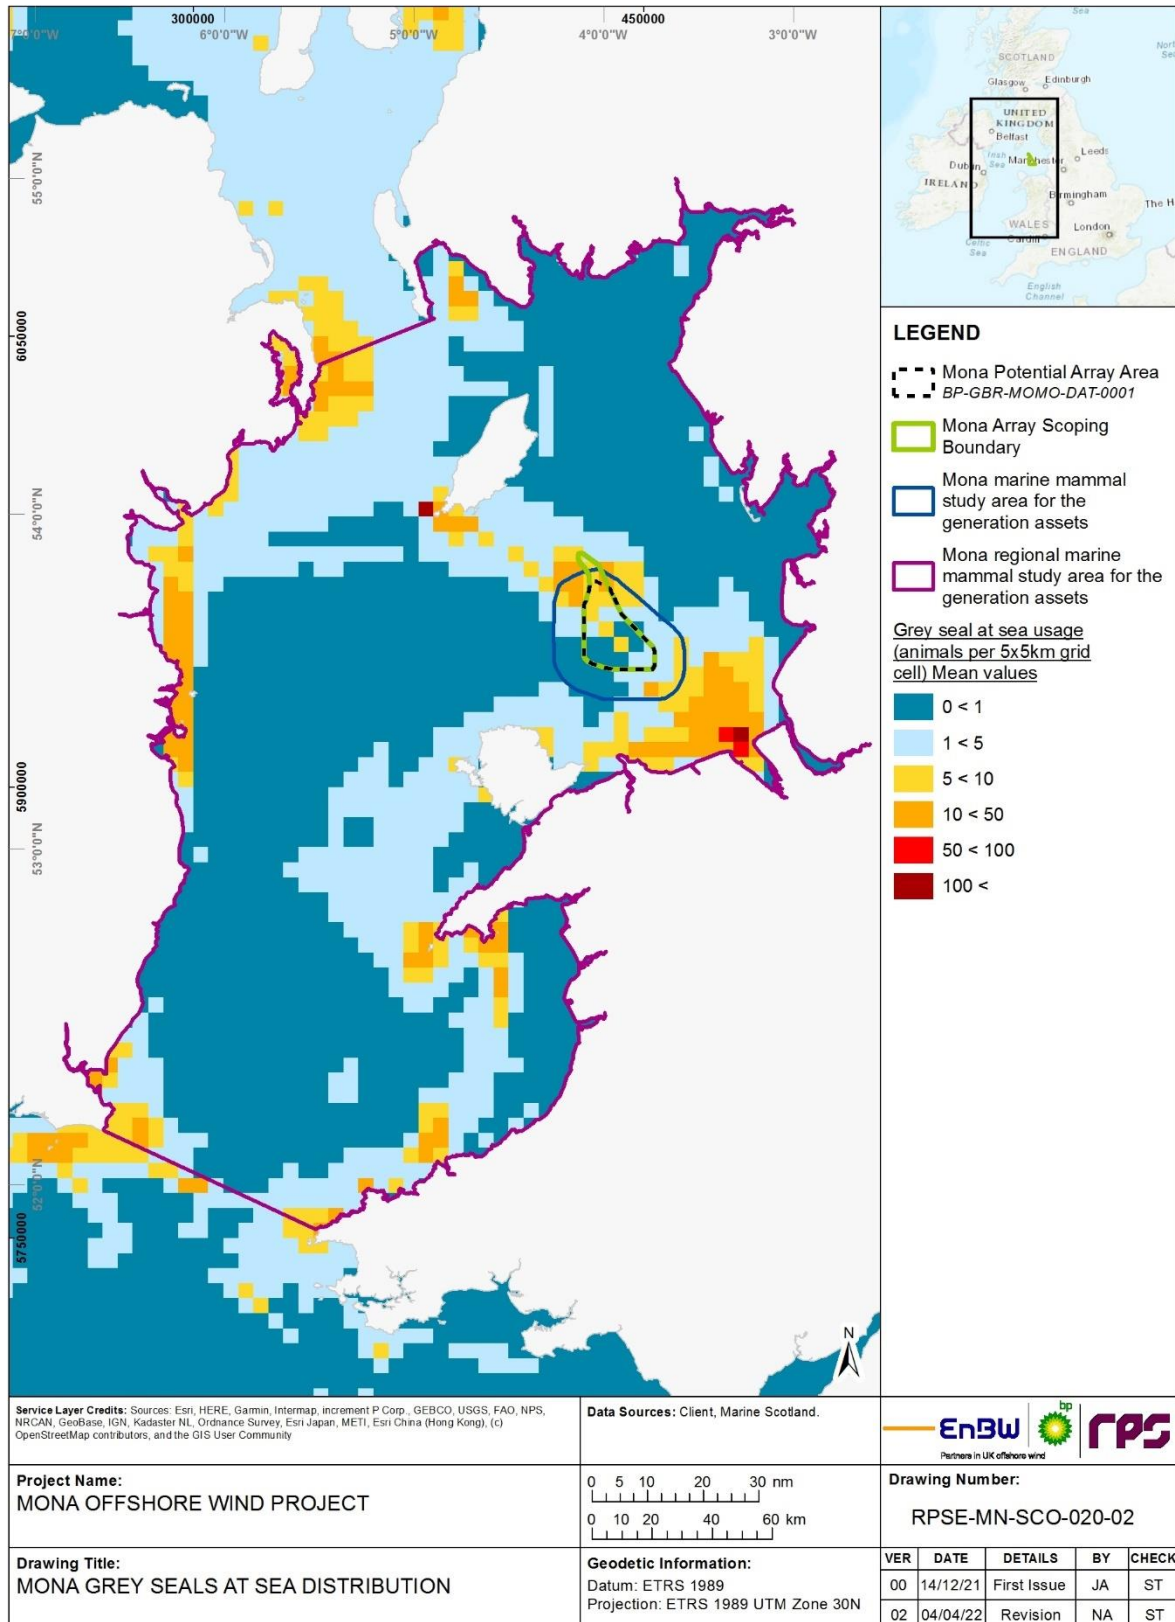 300000
450000
7°0'0"W
6°0'0"W
5°0'0"W
4°0'0"W
3°0'0"W
55°0'0"N
6050000
54°0'0"N
5900000
53°0'0"N
52°0'0"N
5750000
N
Sea
SCOTLAND
Glasgow
Edinburgh
UNITED
KINGDOM
Belfast
Irish
Sea
Manchester
Leeds
Dublin
IRELAND
Birmingham
The H
WALES
London
Cardiff
ENGLAND
Celtic
Sea
English
Channel
LEGEND
Mona Potential Array Area
BP-GBR-MOMO-DAT-0001
Mona Array Scoping
Boundary
Mona marine mammal
study area for the
generation assets
Mona regional marine
mammal study area for the
generation assets
Grey seal at sea usage
(animals per 5x5km grid
cell) Mean values
0 < 1
1 < 5
5 < 10
10 < 50
50 < 100
100 <
Service Layer Credits: Sources: Esri, HERE, Garmin, Intermap, increment P Corp., GEBCO, USGS, FAO, NPS,
NRCAN, GeoBase, IGN, Kadaster NL, Ordnance Survey, Esri Japan, METI, Esri China (Hong Kong), (c)
OpenStreetMap contributors, and the GIS User Community
Data Sources: Client, Marine Scotland.
EnBW
Partners in UK offshore wind
bp
rps
Project Name:
MONA OFFSHORE WIND PROJECT
0 5 10 20 30 nm
0 10 20 40 60 km
Drawing Number:
RPSE-MN-SCO-020-02
Drawing Title:
MONA GREY SEALS AT SEA DISTRIBUTION
Geodetic Information:
Datum: ETRS 1989
Projection: ETRS 1989 UTM Zone 30N
VER DATE DETAILS BY CHECK
00 14/12/21 First Issue JA ST
02 04/04/22 Revision NA ST